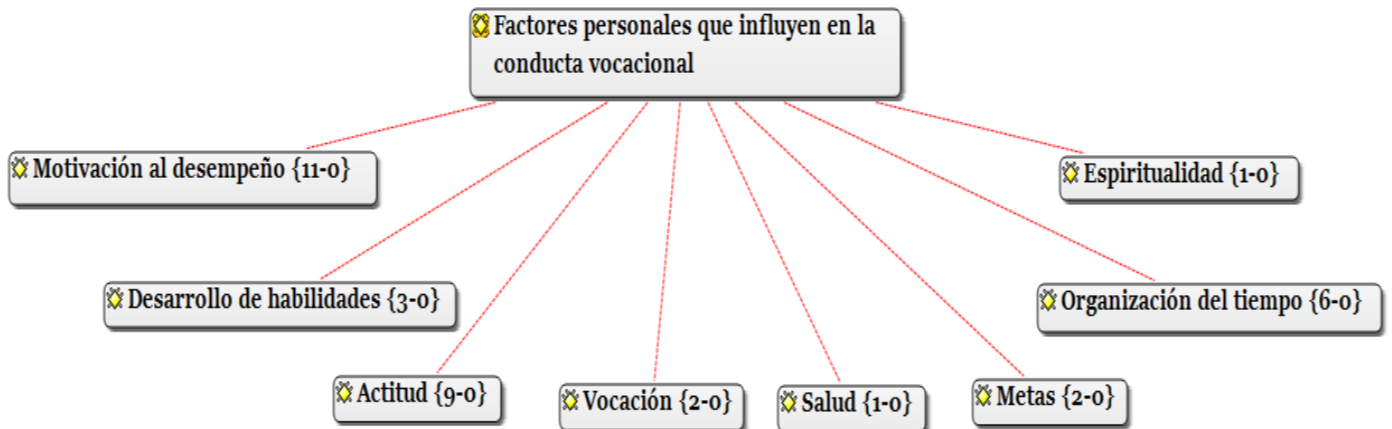 Factores personales que influyen en la
conducta vocacional
Motivación al desempeño {11-0}
Espiritualidad {1-0}
Desarrollo de habilidades {3-0}
Organización del tiempo {6-0}
Actitud {9-0}
Vocación {2-0}
Salud {1-0}
Metas {2-0}